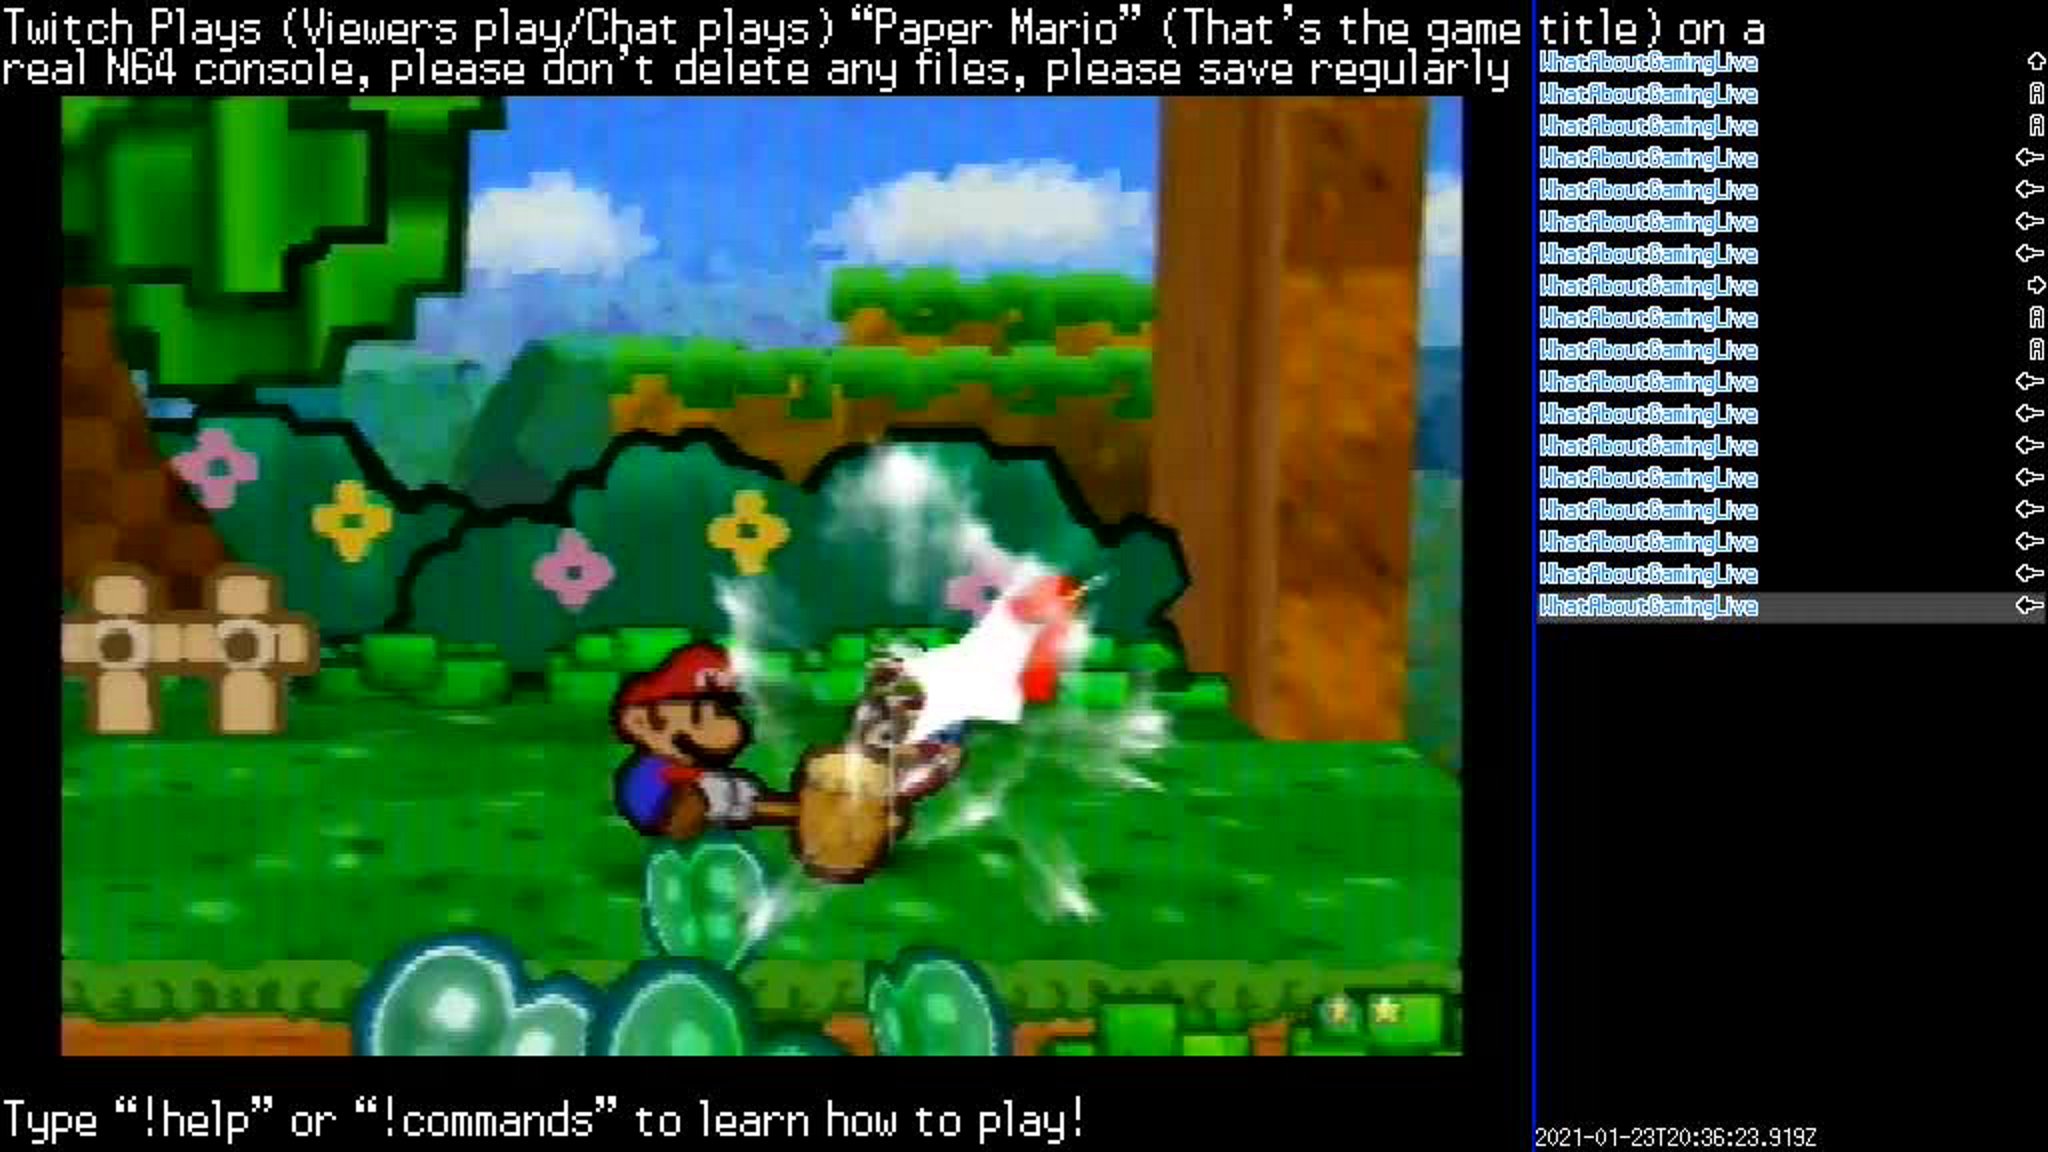 Twitch Plays (Viewers play/Chat plays) “Paper Mario” (That's the game title) on a
real N64 console, please don't delete any files, please save regularly
WhatAboutGamingLive ⇧
WhatAboutGamingLive A
WhatAboutGamingLive A
WhatAboutGamingLive ⇦
WhatAboutGamingLive ⇦
WhatAboutGamingLive ⇦
WhatAboutGamingLive ⇦
WhatAboutGamingLive ⇨
WhatAboutGamingLive A
WhatAboutGamingLive A
WhatAboutGamingLive ⇦
WhatAboutGamingLive ⇦
WhatAboutGamingLive ⇦
WhatAboutGamingLive ⇦
WhatAboutGamingLive ⇦
WhatAboutGamingLive ⇦
WhatAboutGamingLive ⇦
WhatAboutGamingLive ⇦
Type “!help” or “!commands” to learn how to play!
2021-01-23T20:36:23.919Z